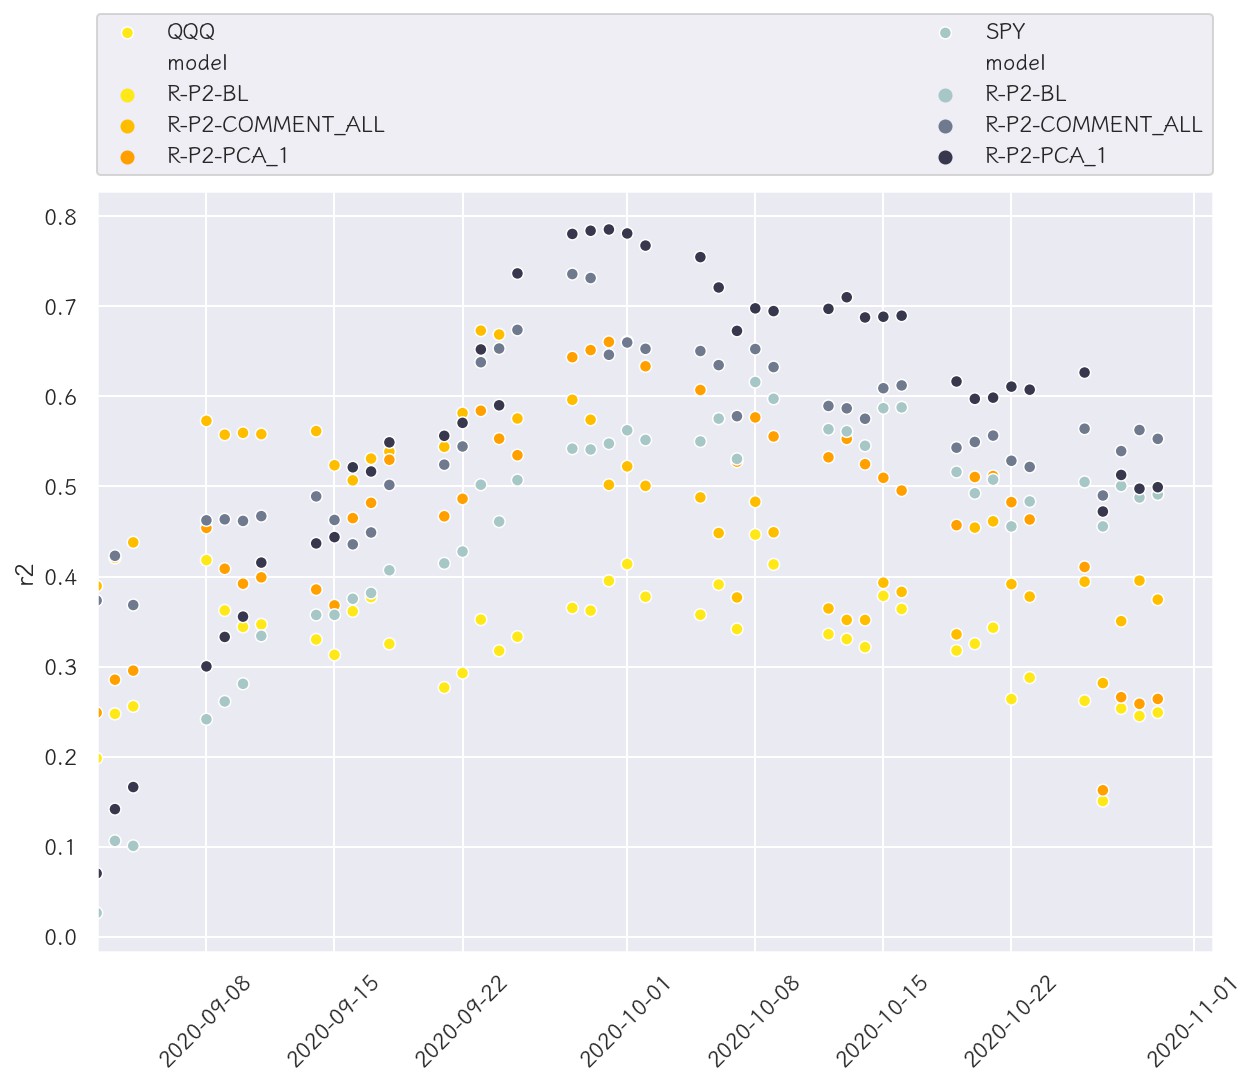 QQQ
model
R-P2-BL
R-P2-COMMENT_ALL
R-P2-PCA_1
SPY
model
R-P2-BL
R-P2-COMMENT_ALL
R-P2-PCA_1
r2
0.8
0.7
0.6
0.5
0.4
0.3
0.2
0.1
0.0
2020-09-08
2020-09-15
2020-09-22
2020-10-01
2020-10-08
2020-10-15
2020-10-22
2020-11-01